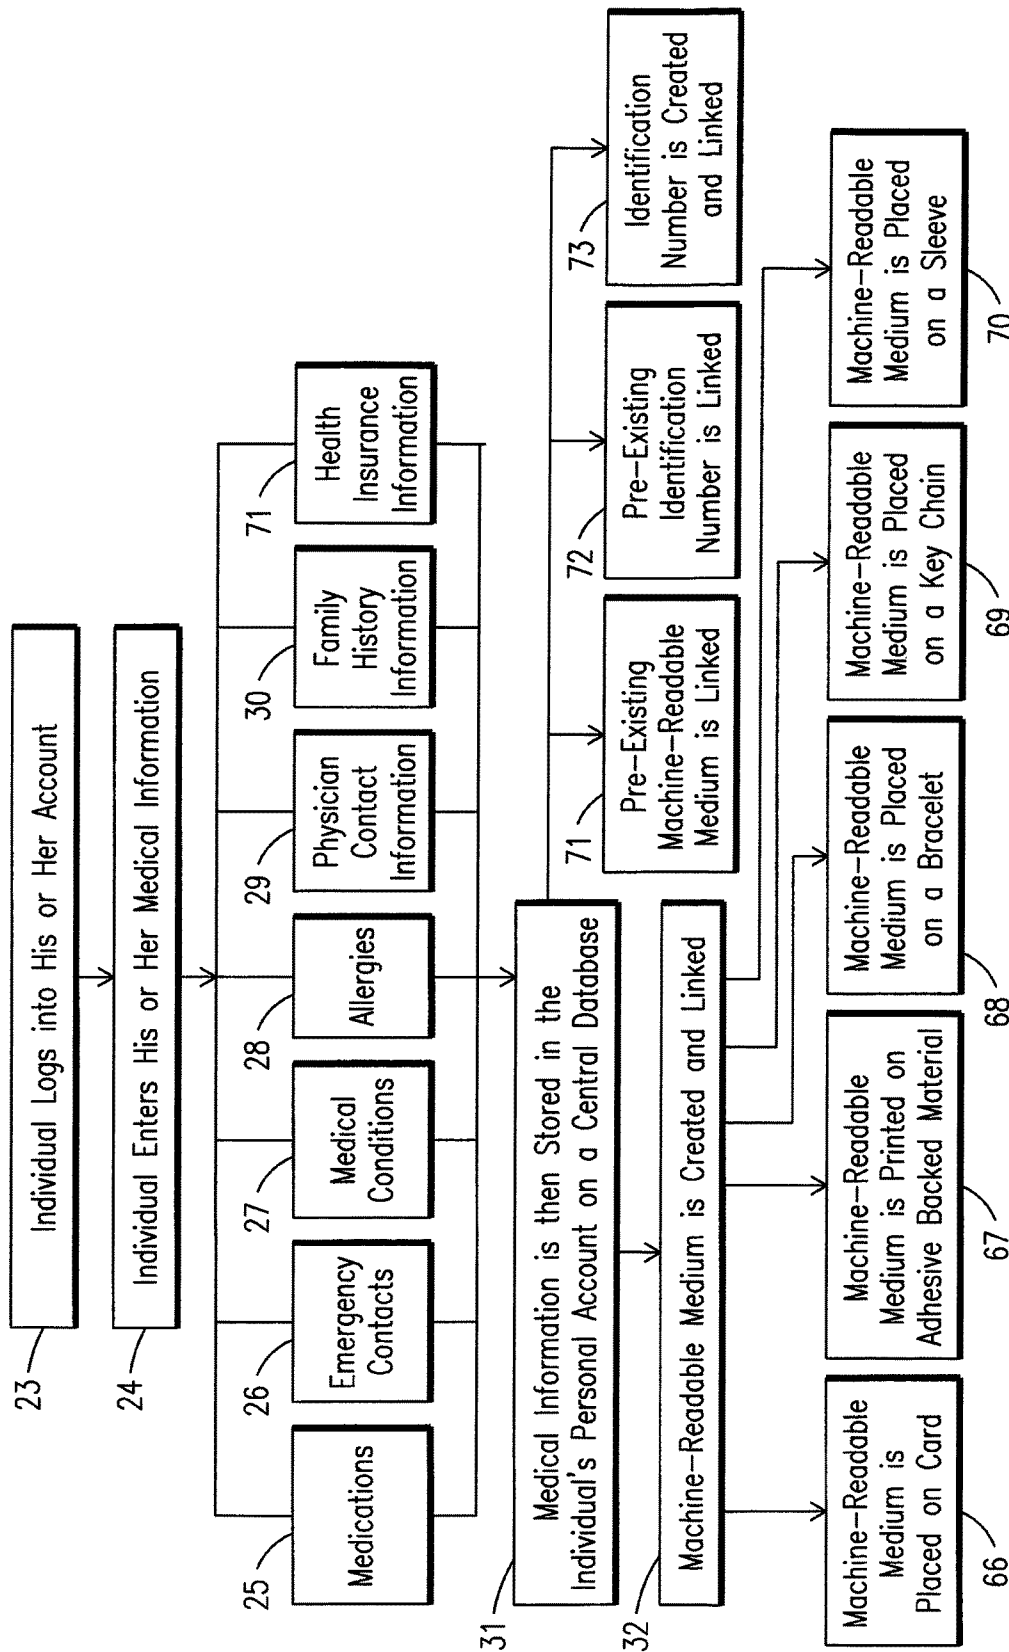 23
Individual Logs into His or Her Account
24
Individual Enters His or Her Medical Information
25
Medications
26
Emergency
Contacts
27
Medical
Conditions
28
Allergies
29
Physician
Contact
Information
30
Family
History
Information
71
Health
Insurance
Information
31
Medical Information is then Stored in the
Individual's Personal Account on a Central Database
71
Pre-Existing
Machine-Readable
Medium is Linked
72
Pre-Existing
Identification
Number is Linked
73
Identification
Number is Created
and Linked
32
Machine-Readable Medium is Created and Linked
Machine-Readable
Medium is
Placed on Card
66
Machine-Readable
Medium is Printed on
Adhesive Backed Material
67
Machine-Readable
Medium is Placed
on a Bracelet
68
Machine-Readable
Medium is Placed
on a Key Chain
69
Machine-Readable
Medium is Placed
on a Sleeve
70